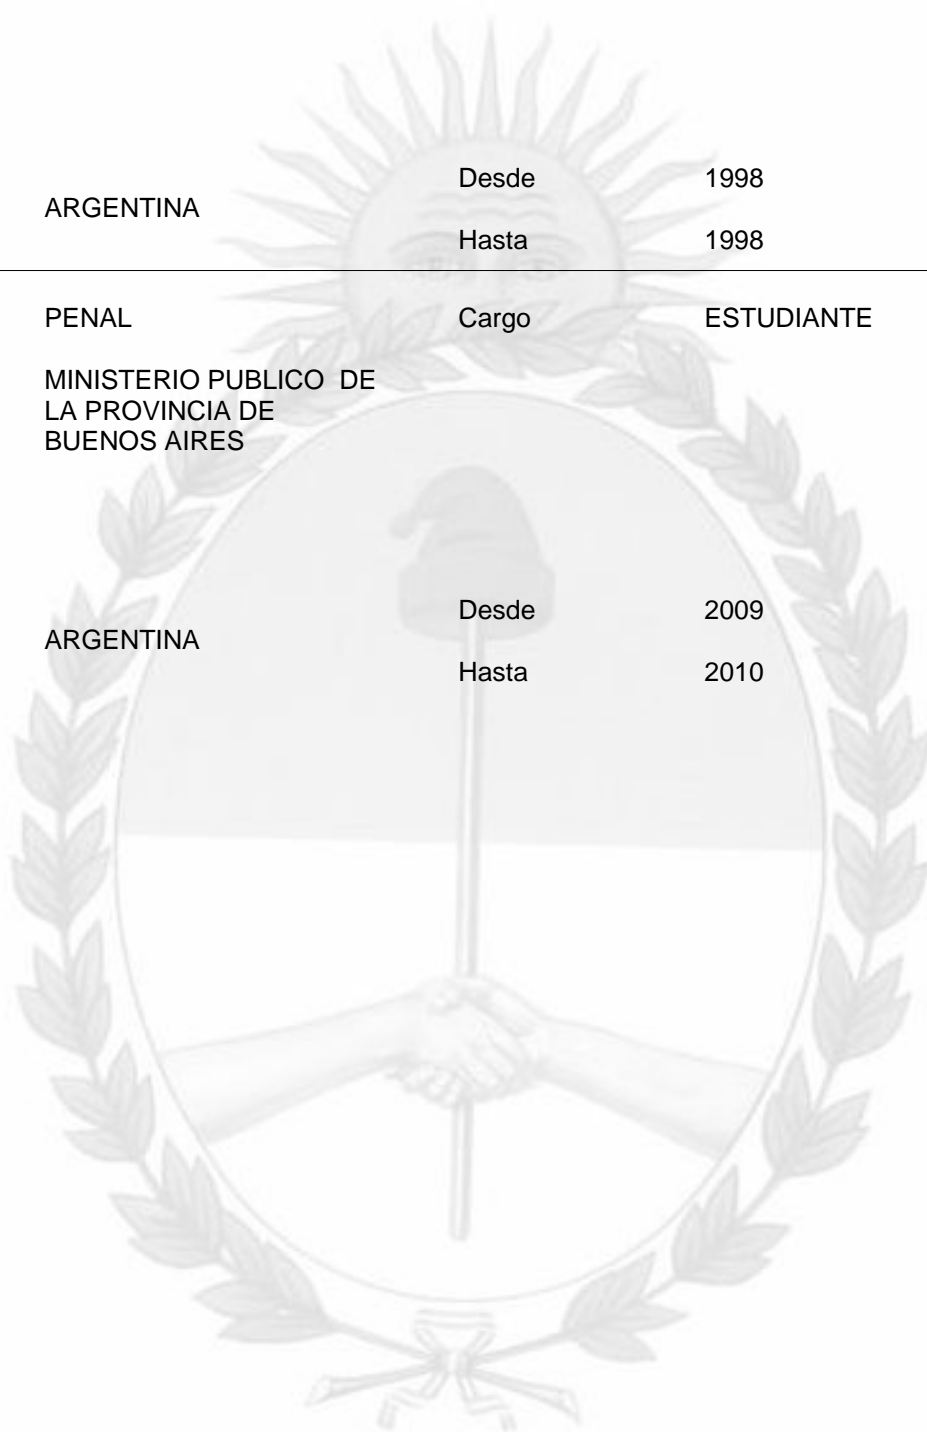 Desde 1998
ARGENTINA
Hasta 1998
PENAL Cargo ESTUDIANTE
MINISTERIO PUBLICO DE
LA PROVINCIA DE
BUENOS AIRES
Desde 2009
ARGENTINA
Hasta 2010